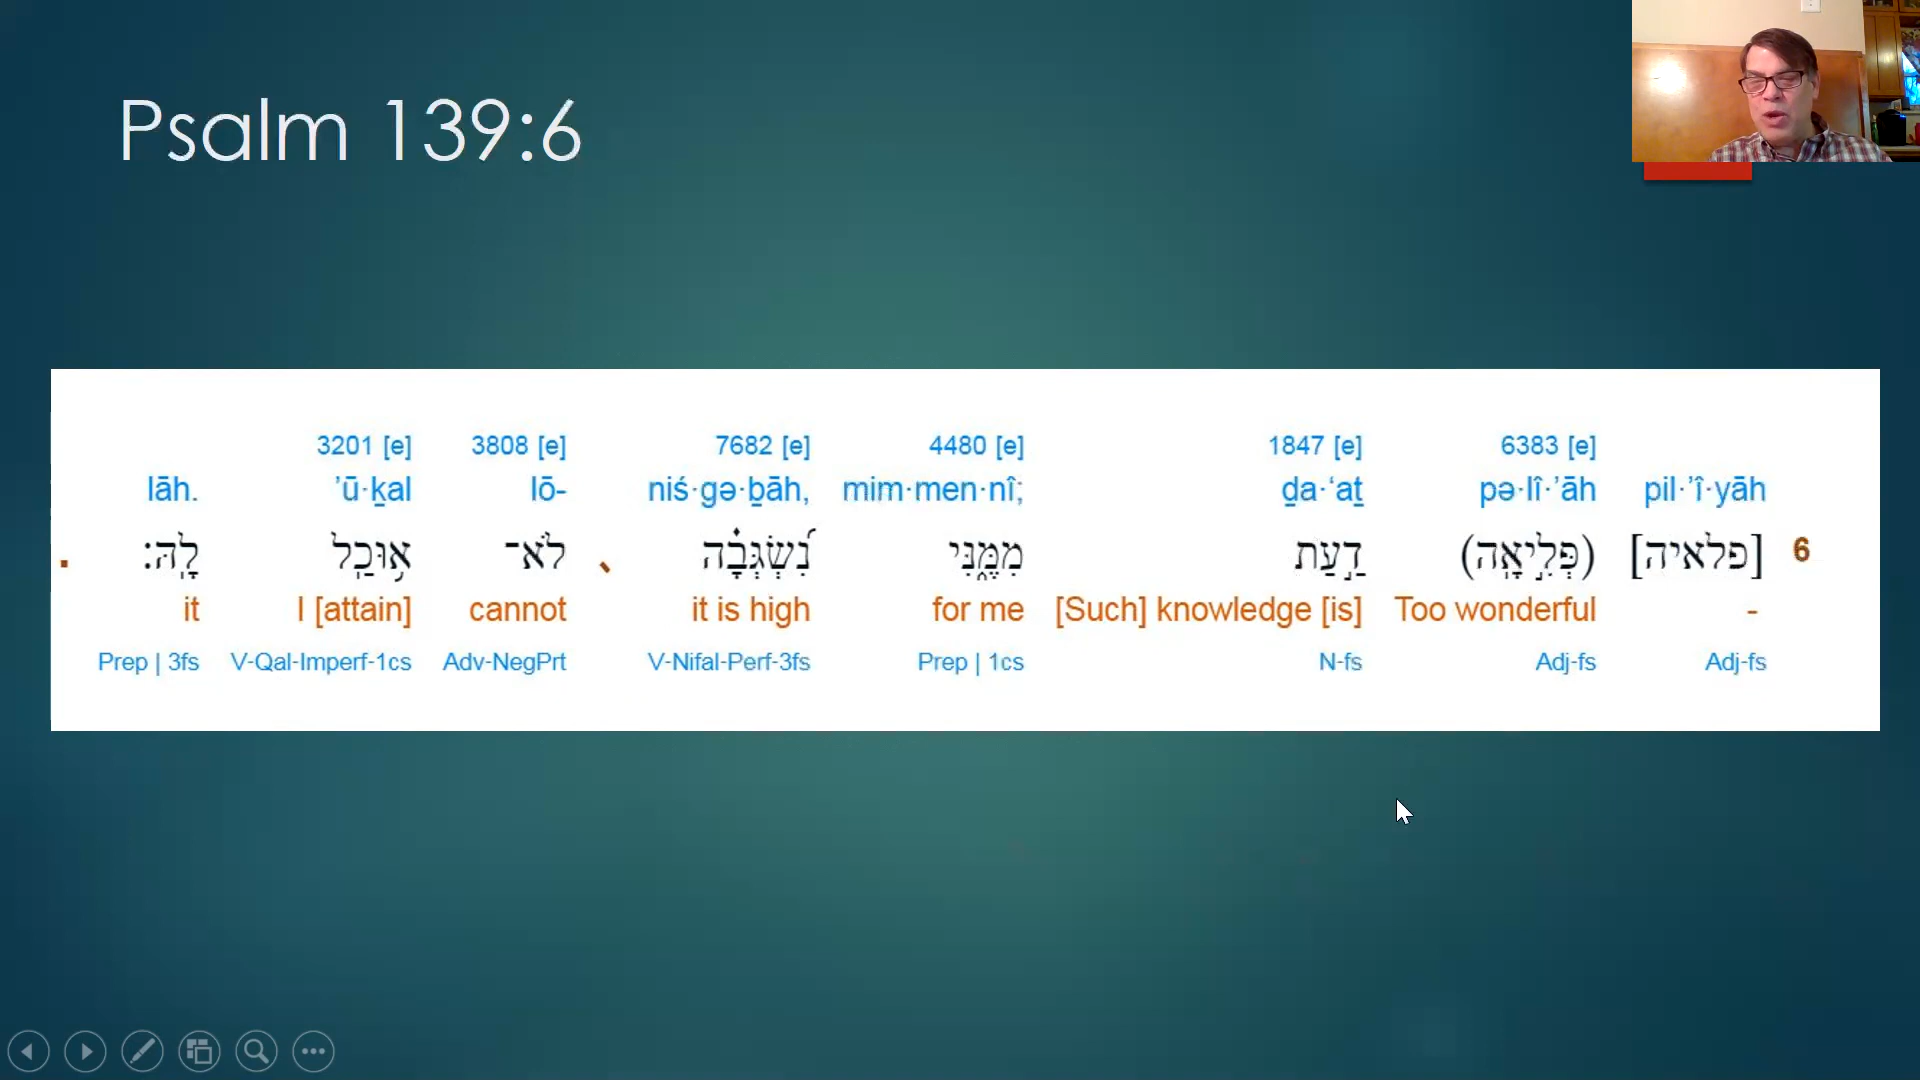 Psalm 139:6
3201 [e] 3808 [e] 7682 [e] 4480 [e] 1847 [e] 6383 [e]
lāh. ’ū·ḵal lō- niś·gə·ḇāh, mim·men·nî; ḏa·‘aṯ pə·lî·’āh pil·’î·yāh
6 [פלאיה] (פְּלִ֣יאָֽה) דַ֣עַת מִמֶּ֑נִּי נִ֝שְׂגְּבָ֗ה ، לֹא־ א֥וּכַֽל לָֽהּ׃ .
it I [attain] cannot it is high for me [Such] knowledge [is] Too wonderful -
Prep | 3fs V-Qal-Imperf-1cs Adv-NegPrt V-Nifal-Perf-3fs Prep | 1cs N-fs Adj-fs Adj-fs